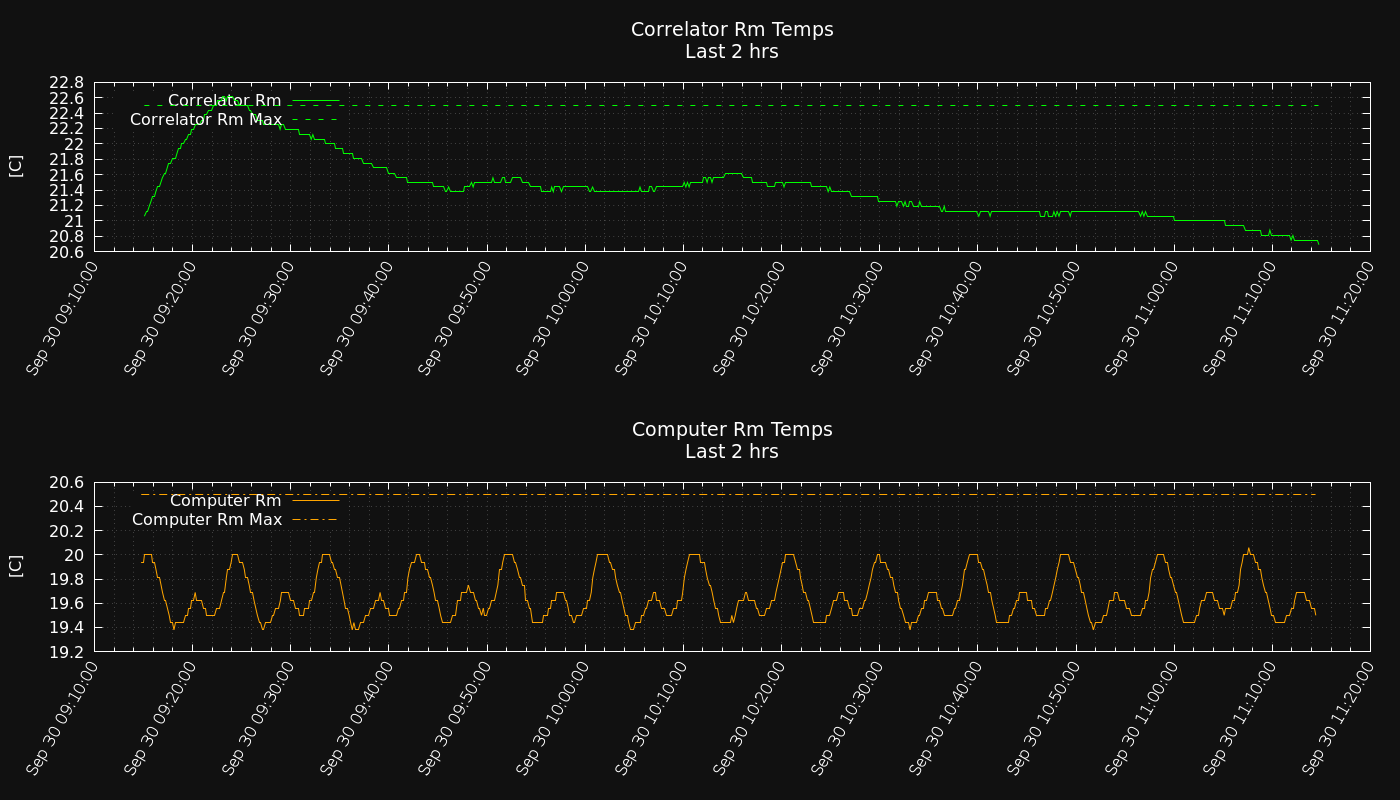 Correlator Rm Temps
Last 2 hrs
[C]
22.8
22.6
22.4
22.2
22
21.8
21.6
21.4
21.2
21
20.8
20.6
Correlator Rm
Correlator Rm Max
Sep 30 09:10:00
Sep 30 09:20:00
Sep 30 09:30:00
Sep 30 09:40:00
Sep 30 09:50:00
Sep 30 10:00:00
Sep 30 10:10:00
Sep 30 10:20:00
Sep 30 10:30:00
Sep 30 10:40:00
Sep 30 10:50:00
Sep 30 11:00:00
Sep 30 11:10:00
Sep 30 11:20:00
Computer Rm Temps
Last 2 hrs
[C]
20.6
20.4
20.2
20
19.8
19.6
19.4
19.2
Computer Rm
Computer Rm Max
Sep 30 09:10:00
Sep 30 09:20:00
Sep 30 09:30:00
Sep 30 09:40:00
Sep 30 09:50:00
Sep 30 10:00:00
Sep 30 10:10:00
Sep 30 10:20:00
Sep 30 10:30:00
Sep 30 10:40:00
Sep 30 10:50:00
Sep 30 11:00:00
Sep 30 11:10:00
Sep 30 11:20:00